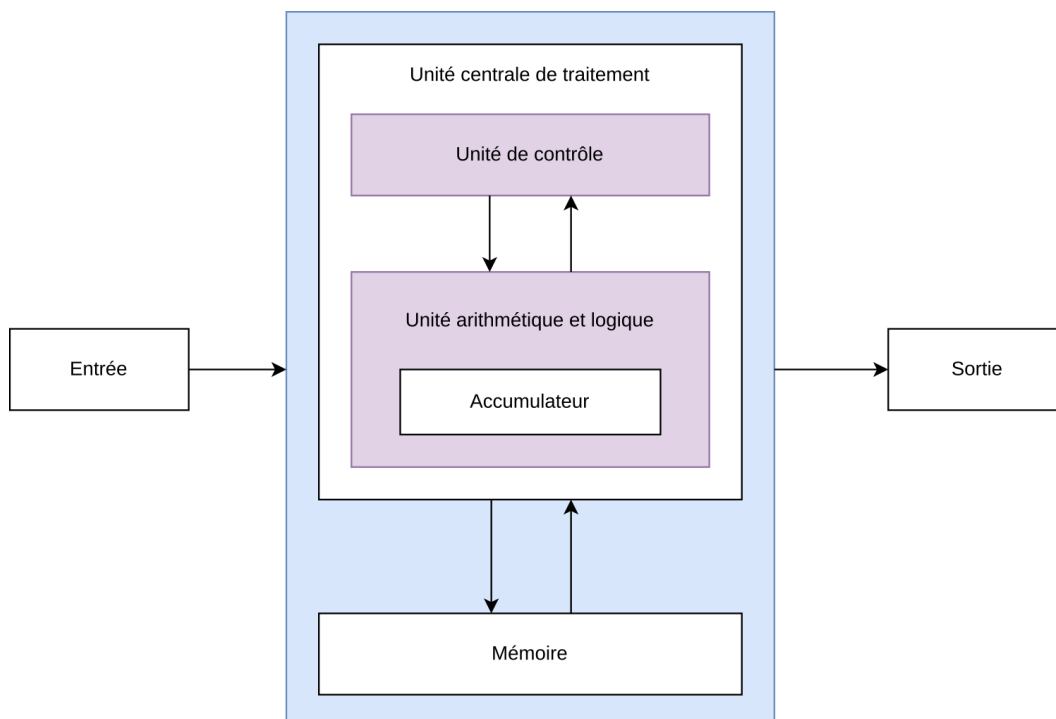 Unité centrale de traitement
Unité de contrôle
Unité arithmétique et logique
Entrée
Sortie
Accumulateur
Mémoire